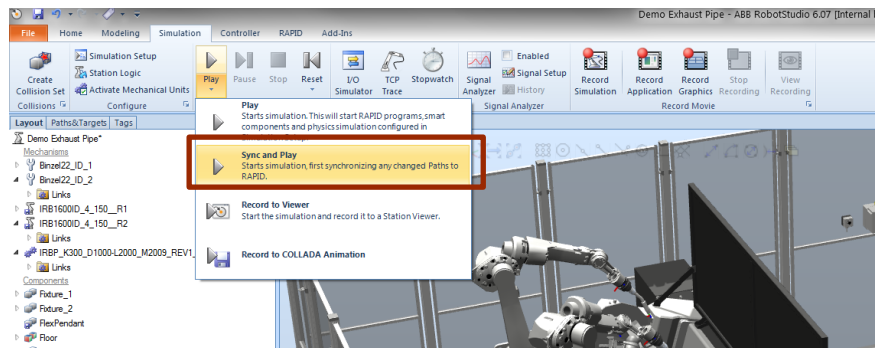 Demo Exhaust Pipe - ABB RobotStudio 6.07 [Internal
File Home Modeling Simulation Controller RAPID Add-Ins
Create Collision Set
Simulation Setup
Station Logic
Activate Mechanical Units
Play
Pause
Stop
Reset
I/O Simulator
TCP Trace
Stopwatch
Signal Analyzer
Enabled
Signal Setup
History
Record Simulation
Record Application
Record Graphics
Stop Recording
View Recording
Collisions
Configure
Signal Analyzer
Record Movie
Layout Paths&Targets Tags
Play
Starts simulation. This will start RAPID programs,smart
components and physics simulation configured in
Sync and Play
Starts simulation, first synchronizing any changed Paths to
RAPID.
Record to Viewer
Start the simulation and record it to a Station Viewer.
Record to COLLADA Animation
Demo Exhaust Pipe*
Mechanisms
Binzel22_ID_1
Binzel22_ID_2
Links
IRB1600ID_4_150__R1
IRB1600ID_4_150__R2
Links
IRBP_K300_D1000-L2000_M2009_REV1_
Links
Components
Fixture_1
Fixture_2
FlexPendant
Floor